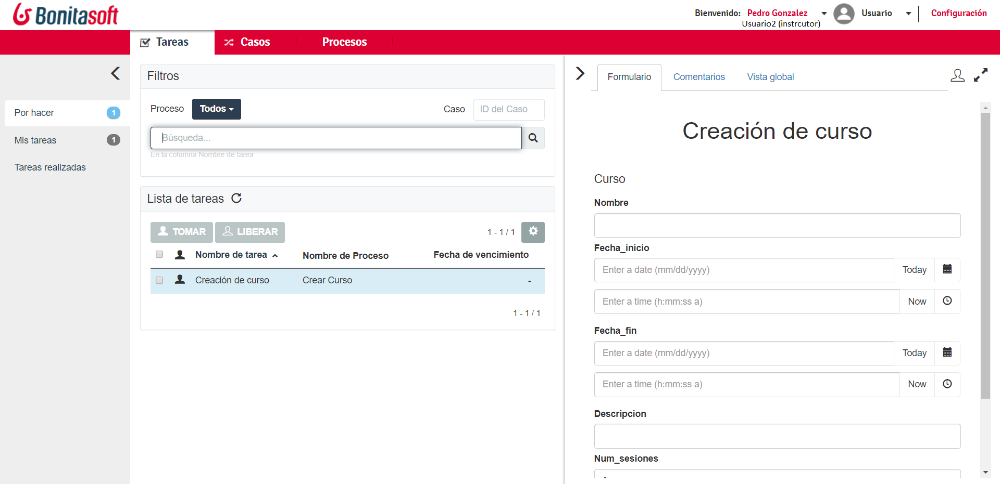 Bonitasoft
Bienvenido: Pedro Gonzalez Usuario Configuración
Usuario2 (instrcutor)
Tareas Casos Procesos
Por hacer 1
Mis tareas 1
Tareas realizadas
Filtros
Proceso Todos Caso ID del Caso
Búsqueda...
En la columna Nombre de tarea
Lista de tareas
TOMAR LIBERAR 1 - 1 / 1
Nombre de tarea Nombre de Proceso Fecha de vencimiento
Creación de curso Crear Curso -
1 - 1 / 1
Formulario Comentarios Vista global
Creación de curso
Curso
Nombre
Fecha_inicio
Enter a date (mm/dd/yyyy) Today
Enter a time (h:mm:ss a) Now
Fecha_fin
Enter a date (mm/dd/yyyy) Today
Enter a time (h:mm:ss a) Now
Descripcion
Num_sesiones